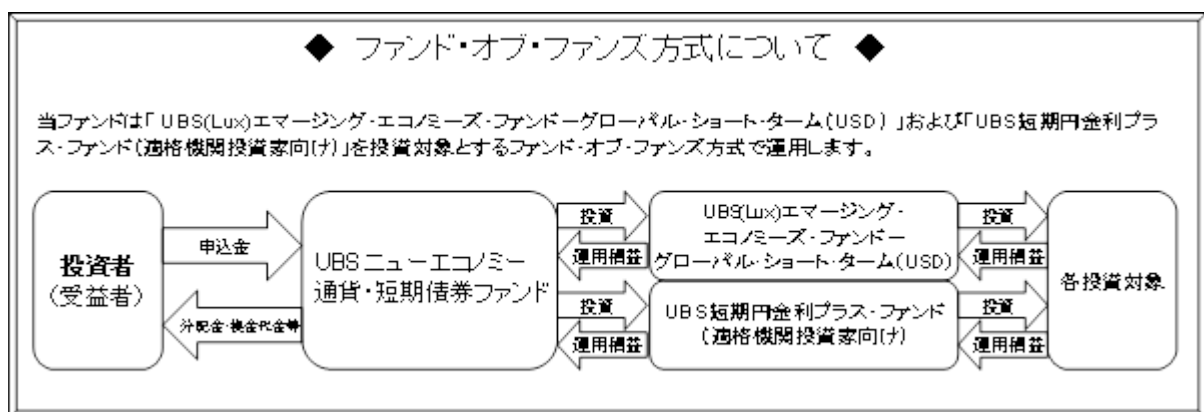 ◆ ファンド・オブ・ファンズ方式について ◆
当ファンドは「UBS(Lux)エマージング・エコノミーズ・ファンドーグローバル・ショート・ターム(USD)」および「UBS短期円金利プラ
ス・ファンド(適格機関投資家向け)」を投資対象とするファンド・オブ・ファンズ方式で運用します。
投資者
(受益者)
申込金
分配金・換金代金等
UBSニューエコノミー
通貨・短期債券ファンド
投資
運用損益
投資
運用損益
UBS(Lux)エマージング・
エコノミーズ・ファンドー
グローバル・ショート・ターム(USD)
UBS短期円金利プラス・ファンド
(適格機関投資家向け)
投資
運用損益
投資
運用損益
各投資対象